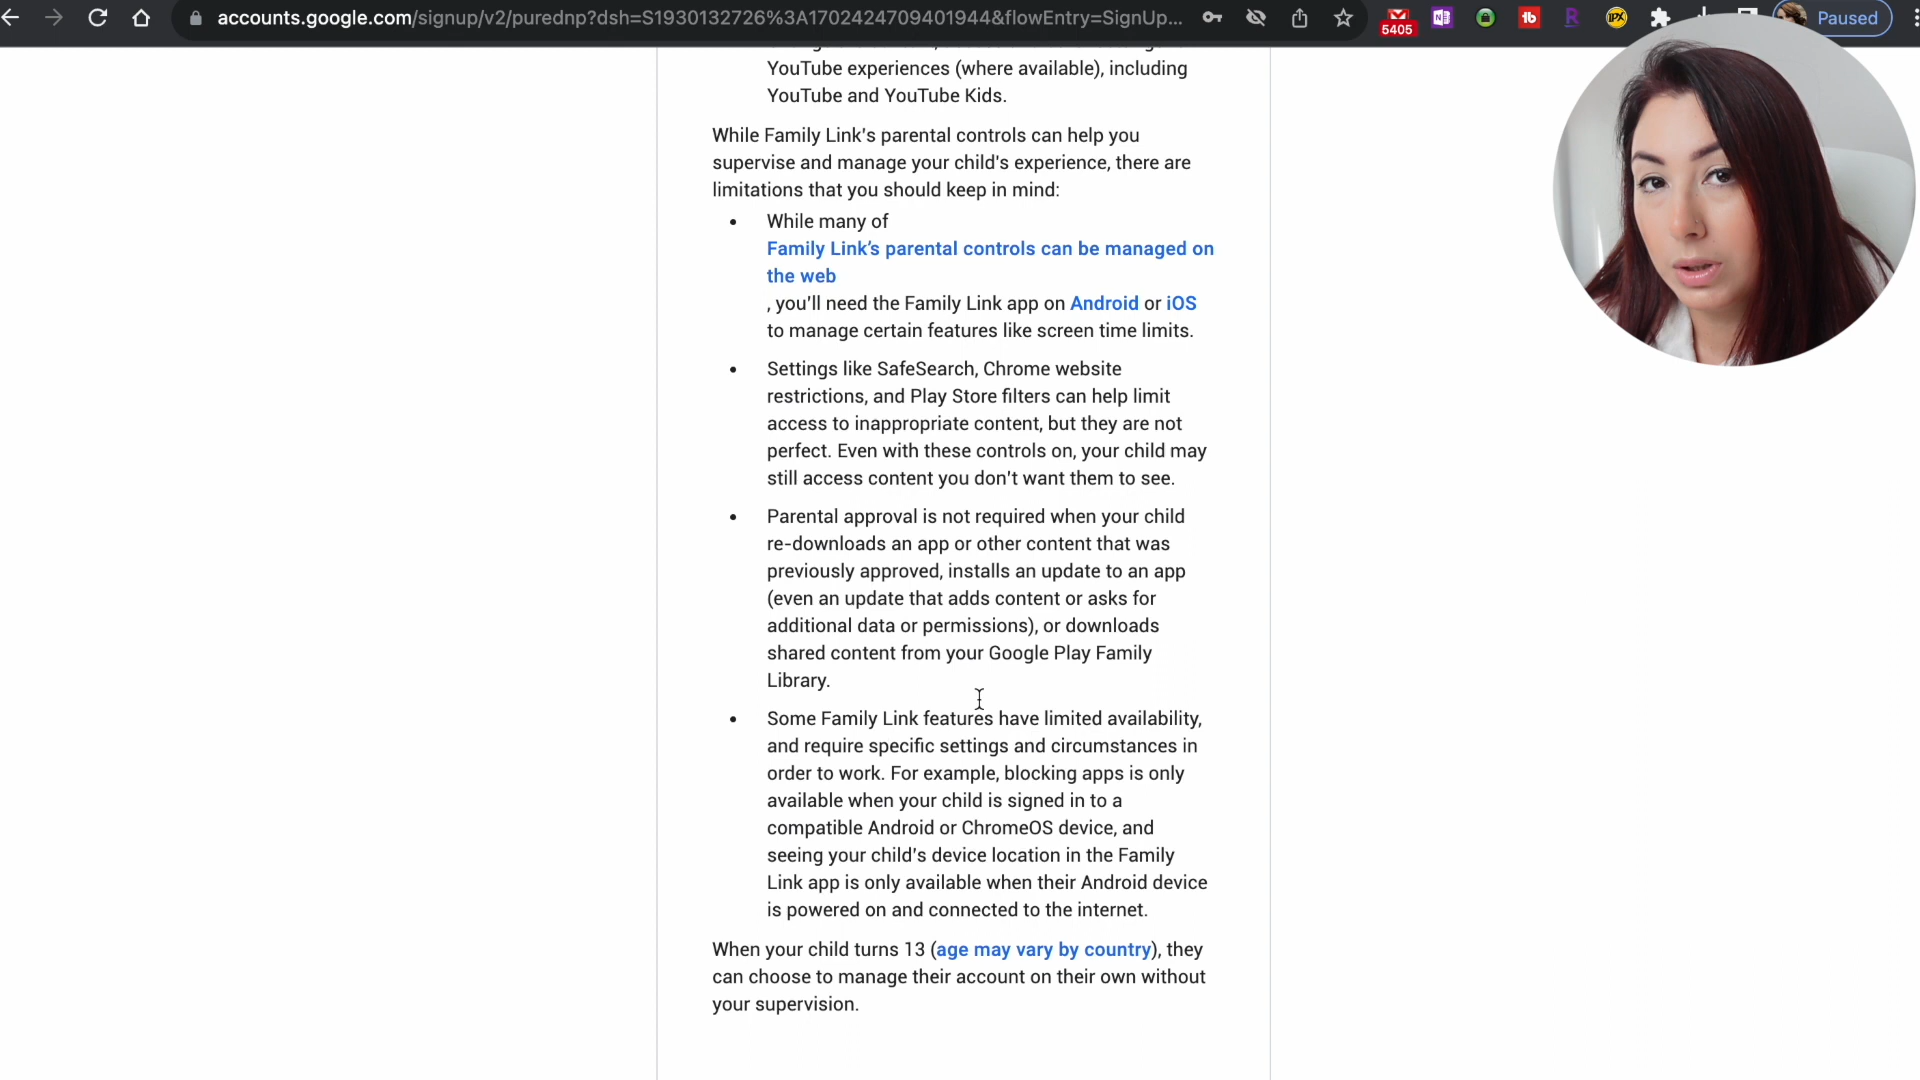 accounts.google.com/signup/v2/purednp?dsh=S1930132726%3A1702424709401944&flowEntry=SignUp...
5405
Paused
YouTube experiences (where available), including
YouTube and YouTube Kids.
While Family Link's parental controls can help you
supervise and manage your child's experience, there are
limitations that you should keep in mind:
• While many of
Family Link’s parental controls can be managed on
the web
, you'll need the Family Link app on Android or iOS
to manage certain features like screen time limits.
• Settings like SafeSearch, Chrome website
restrictions, and Play Store filters can help limit
access to inappropriate content, but they are not
perfect. Even with these controls on, your child may
still access content you don't want them to see.
• Parental approval is not required when your child
re-downloads an app or other content that was
previously approved, installs an update to an app
(even an update that adds content or asks for
additional data or permissions), or downloads
shared content from your Google Play Family
Library.
• Some Family Link features have limited availability,
and require specific settings and circumstances in
order to work. For example, blocking apps is only
available when your child is signed in to a
compatible Android or ChromeOS device, and
seeing your child’s device location in the Family
Link app is only available when their Android device
is powered on and connected to the internet.
When your child turns 13 (age may vary by country), they
can choose to manage their account on their own without
your supervision.